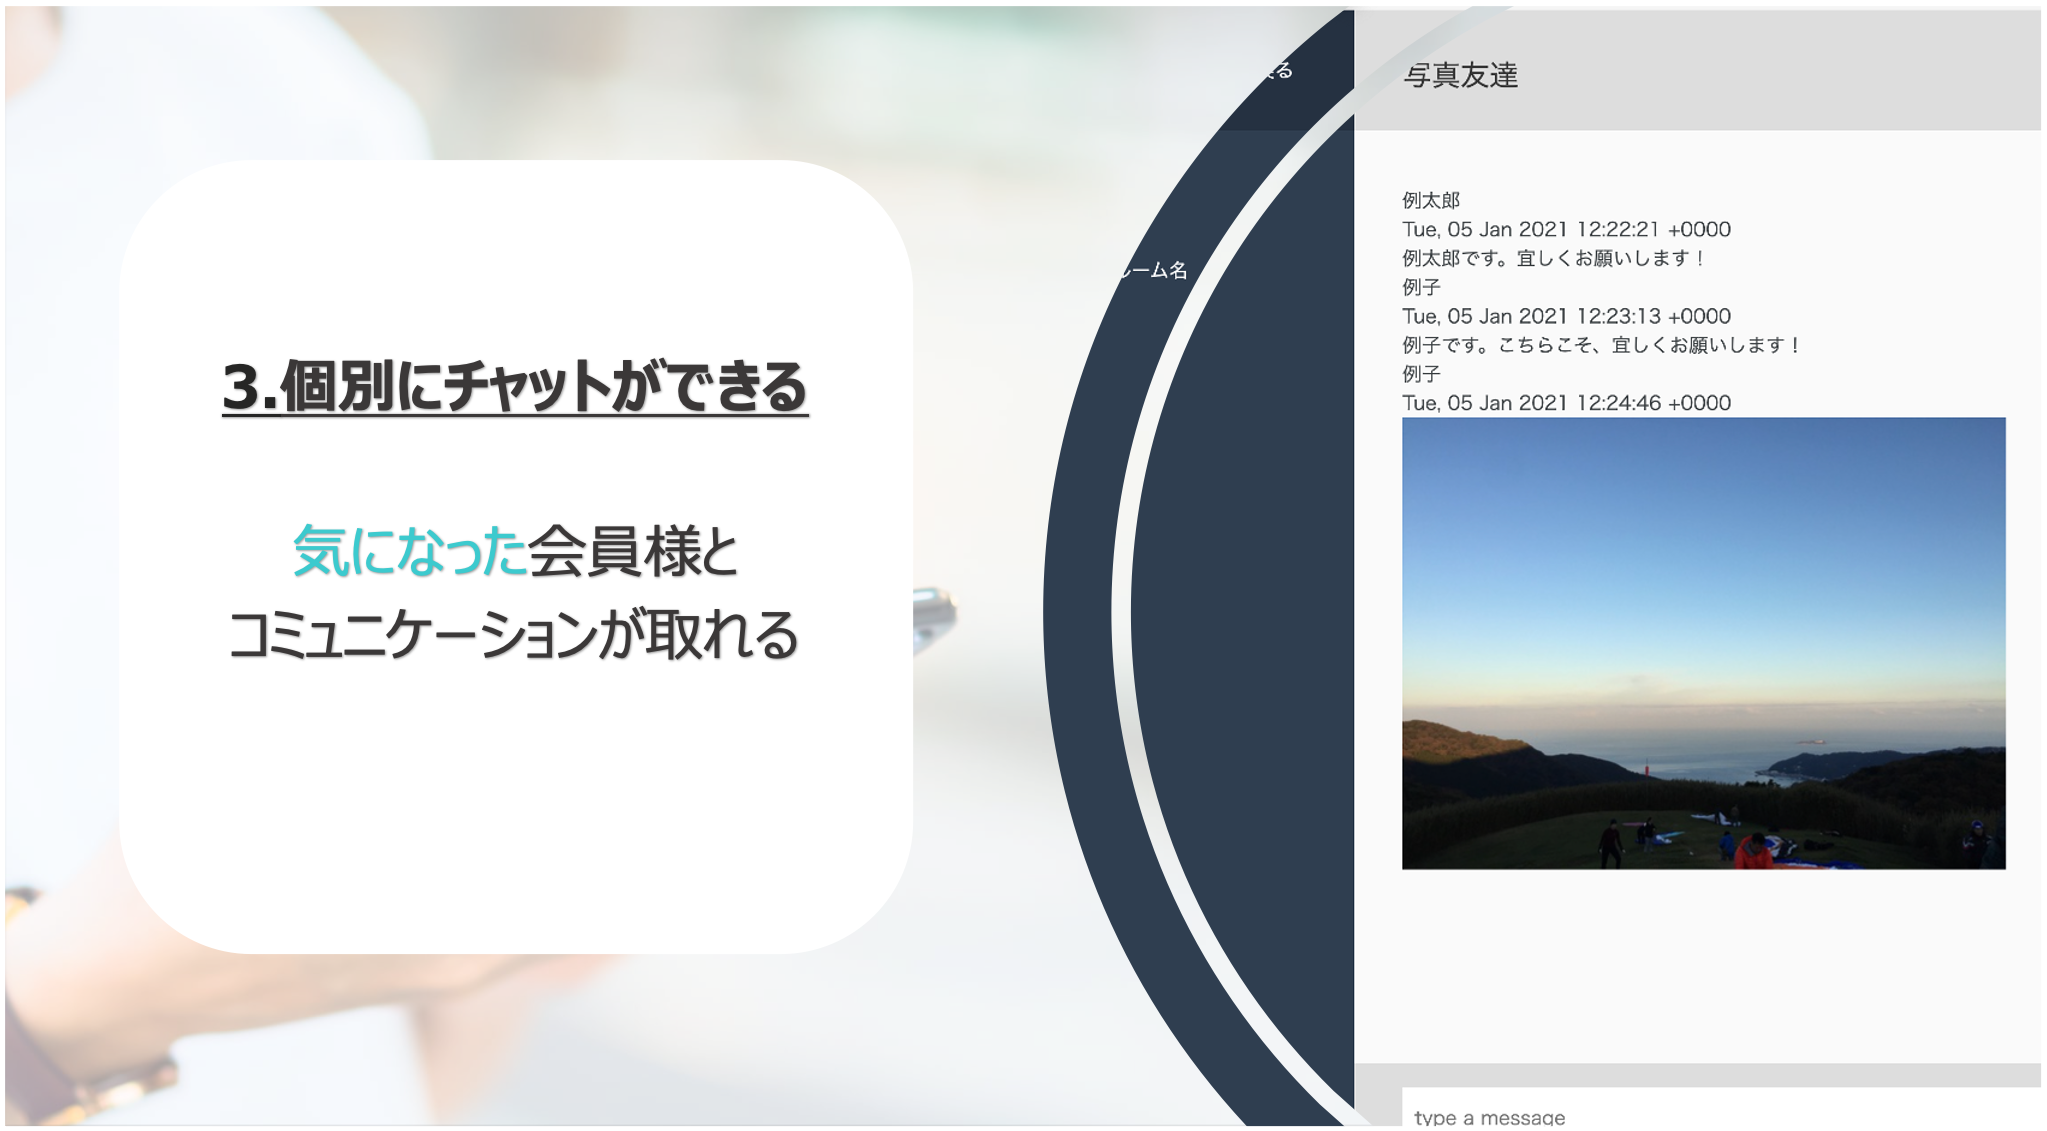 3.個別にチャットができる
気になった会員様と
コミュニケーションが取れる
ルーム名
写真友達
例太郎
Tue, 05 Jan 2021 12:22:21 +0000
例太郎です。宜しくお願いします！
例子
Tue, 05 Jan 2021 12:23:13 +0000
例子です。こちらこそ、宜しくお願いします！
例子
Tue, 05 Jan 2021 12:24:46 +0000
type a message